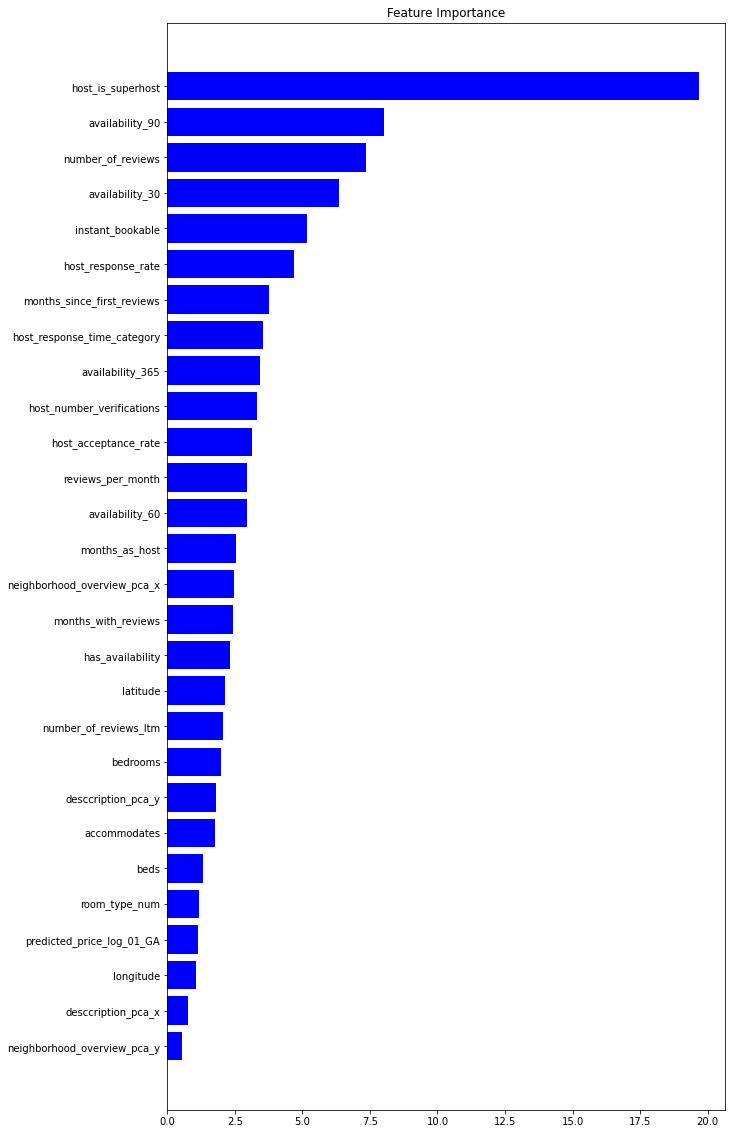 Feature Importance
host_is_superhost
availability_90
number_of_reviews
availability_30
instant_bookable
host_response_rate
months_since_first_reviews
host_response_time_category
availability_365
host_number_verifications
host_acceptance_rate
reviews_per_month
availability_60
months_as_host
neighborhood_overview_pca_x
months_with_reviews
has_availability
latitude
number_of_reviews_ltm
bedrooms
desccription_pca_y
accommodates
beds
room_type_num
predicted_price_log_01_GA
longitude
desccription_pca_x
neighborhood_overview_pca_y
0.0 2.5 5.0 7.5 10.0 12.5 15.0 17.5 20.0